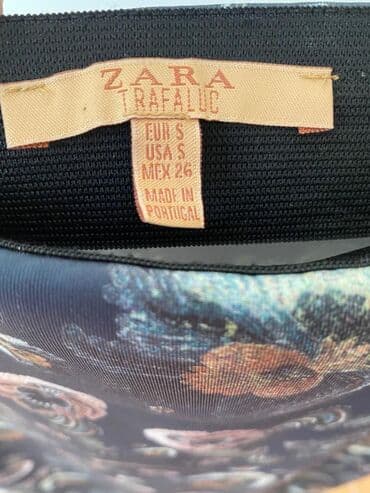 ZARA
TRAFALUC
EUR S
USA S
MEX 26
MADE IN
PORTUGAL